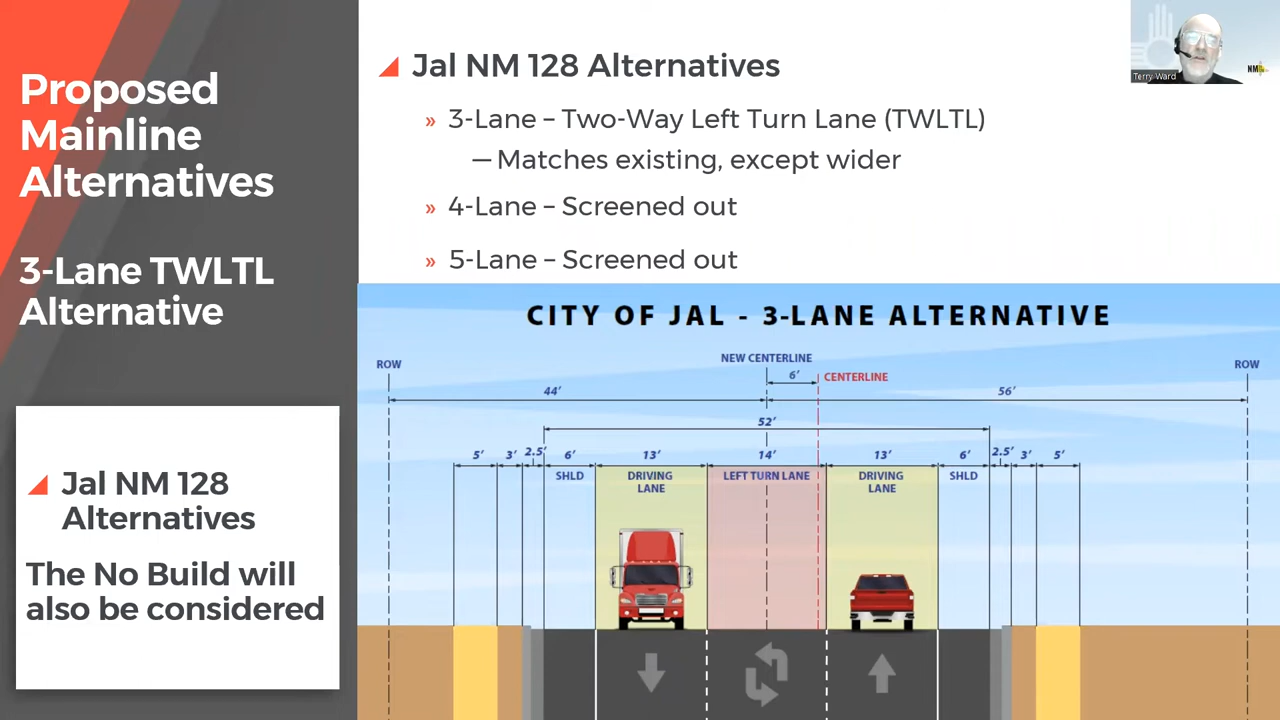 Proposed
Mainline
Alternatives
3-Lane TWLTL
Alternative
Jal NM 128
Alternatives
The No Build will
also be considered
Jal NM 128 Alternatives
» 3-Lane – Two-Way Left Turn Lane (TWLTL)
— Matches existing, except wider
» 4-Lane – Screened out
» 5-Lane – Screened out
Terry Ward
CITY OF JAL - 3-LANE ALTERNATIVE
ROW
NEW CENTERLINE
ROW
6’
CENTERLINE
44’
56’
52’
5’ 3’ 2.5’ 6’ 13’ 14’ 13’ 6’ 2.5’ 3’ 5’
SHLD
DRIVING
LANE
LEFT TURN LANE
DRIVING
LANE
SHLD